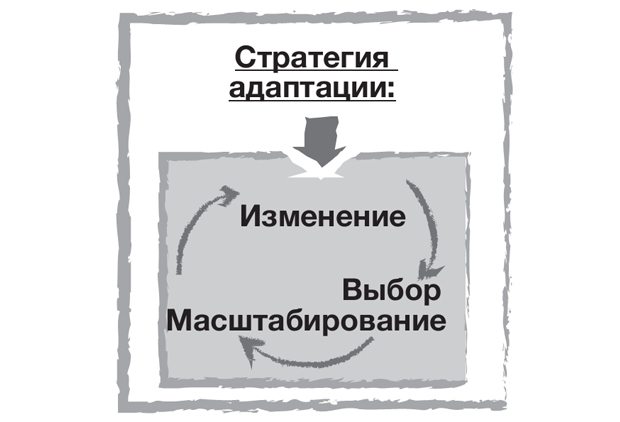 Стратегия
адаптации:
Изменение
Выбор
Масштабирование